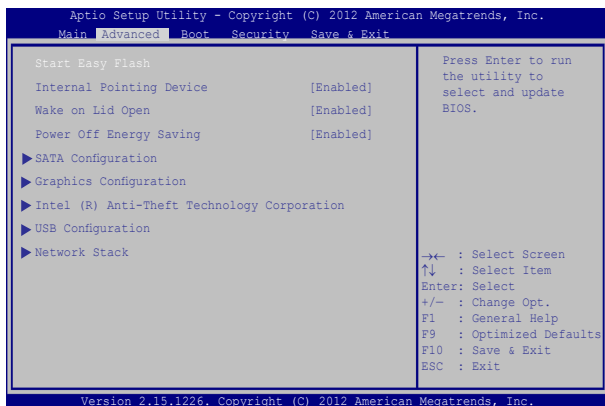 Aptio Setup Utility - Copyright (C) 2012 American Megatrends, Inc.
Main Advanced Boot Security Save & Exit
Start Easy Flash
Internal Pointing Device [Enabled]
Wake on Lid Open [Enabled]
Power Off Energy Saving [Enabled]
SATA Configuration
Graphics Configuration
Intel (R) Anti-Theft Technology Corporation
USB Configuration
Network Stack
Press Enter to run
the utility to
select and update
BIOS.
→← : Select Screen
↑↓ : Select Item
Enter: Select
+/— : Change Opt.
F1 : General Help
F9 : Optimized Defaults
F10 : Save & Exit
ESC : Exit
Version 2.15.1226. Copyright (C) 2012 American Megatrends, Inc.